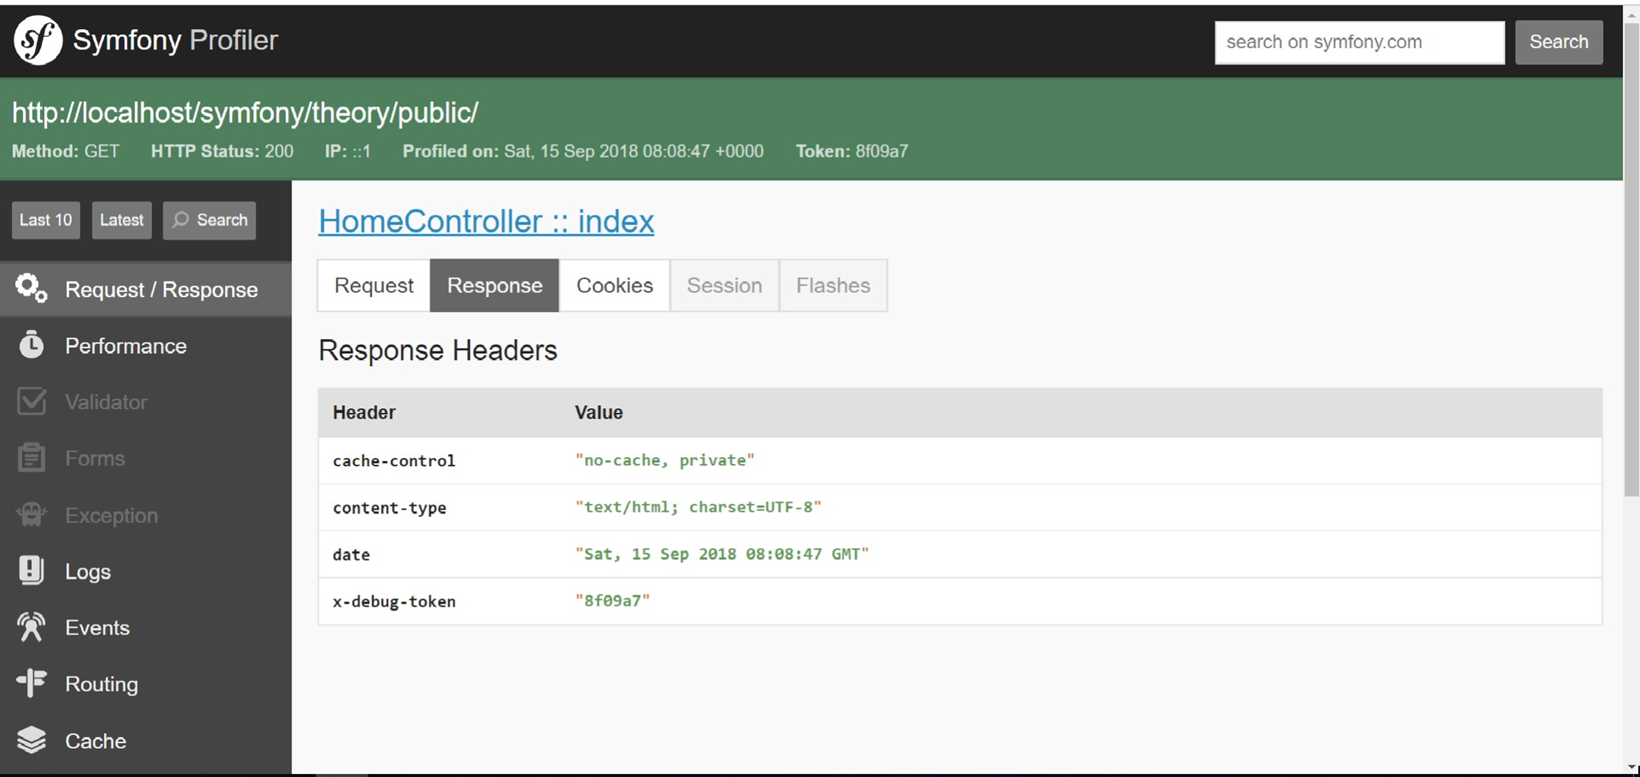 sf Symfony Profiler
search on symfony.com
Search
http://localhost/symfony/theory/public/
Method: GET HTTP Status: 200 IP: ::1 Profiled on: Sat, 15 Sep 2018 08:08:47 +0000 Token: 8f09a7
Last 10
Latest
Search
Request / Response
Performance
Validator
Forms
Exception
Logs
Events
Routing
Cache
HomeController :: index
Request
Response
Cookies
Session
Flashes
Response Headers
Header Value
cache-control "no-cache, private"
content-type "text/html; charset=UTF-8"
date "Sat, 15 Sep 2018 08:08:47 GMT"
x-debug-token "8f09a7"